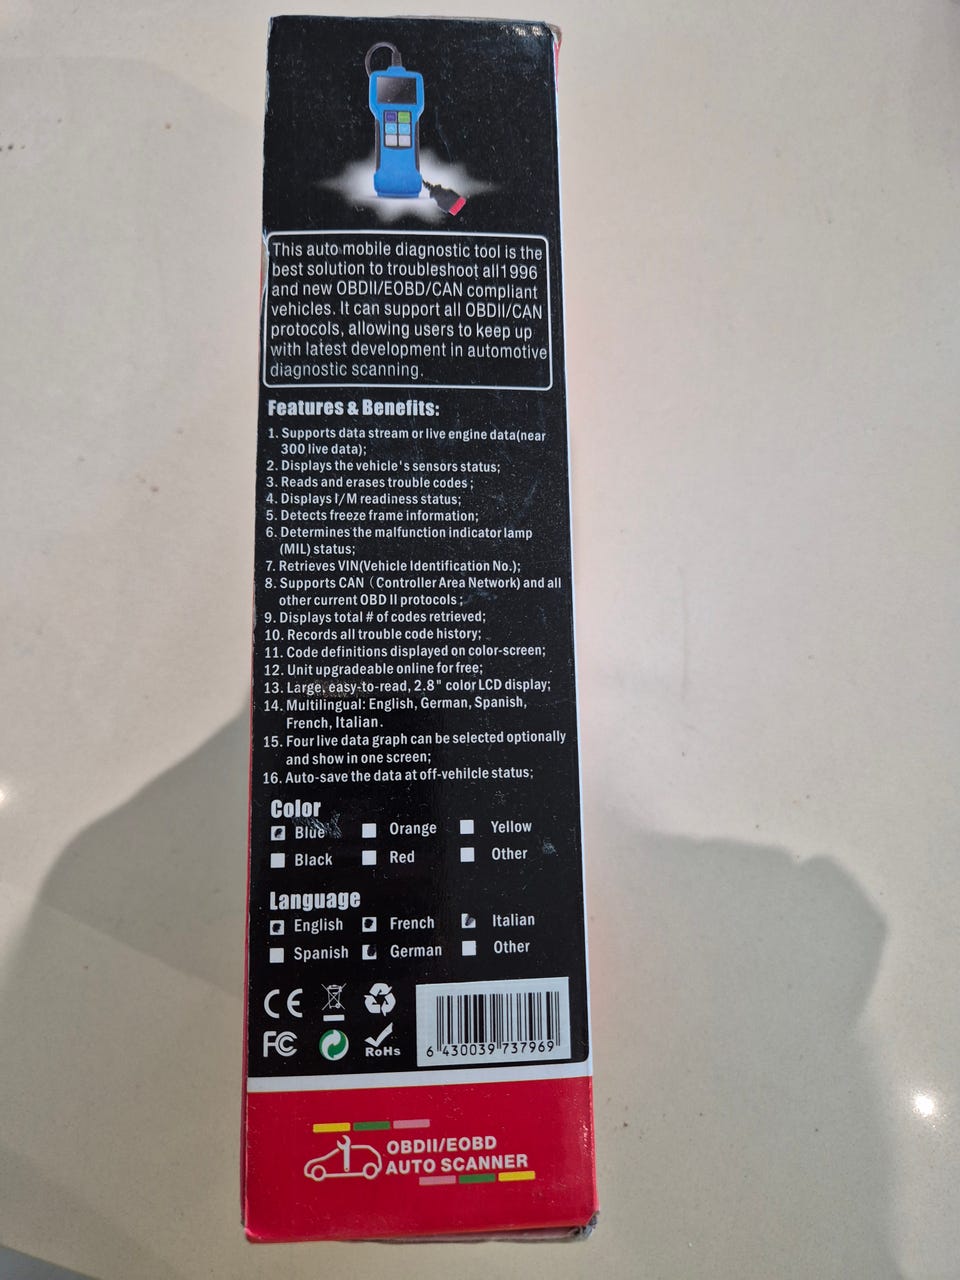 This auto mobile diagnostic tool is the
best solution to troubleshoot all1996
and new OBDII/EOBD/CAN compliant
vehicles. It can support all OBDII/CAN
protocols, allowing users to keep up
with latest development in automotive
diagnostic scanning.
Features & Benefits:
1. Supports data stream or live engine data(near
300 live data);
2. Displays the vehicle's sensors status;
3. Reads and erases trouble codes ;
4. Displays I/M readiness status;
5. Detects freeze frame information;
6. Determines the malfunction indicator lamp
(MIL) status;
7. Retrieves VIN(Vehicle Identification No.);
8. Supports CAN（Controller Area Network) and all
other current OBD II protocols ;
9. Displays total # of codes retrieved;
10. Records all trouble code history;
11. Code definitions displayed on color-screen;
12. Unit upgradeable online for free;
13. Large, easy-to-read, 2.8" color LCD display;
14. Multilingual: English, German, Spanish,
French, Italian.
15. Four live data graph can be selected optionally
and show in one screen;
16. Auto-save the data at off-vehilcle status;
Color
Blue Orange Yellow
Black Red Other
Language
English French Italian
Spanish German Other
CE
FC
RoHS
6 430039 737969
OBDII/EOBD
AUTO SCANNER